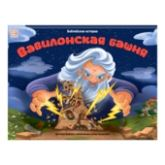 Библейские истории
Вавилонская башня